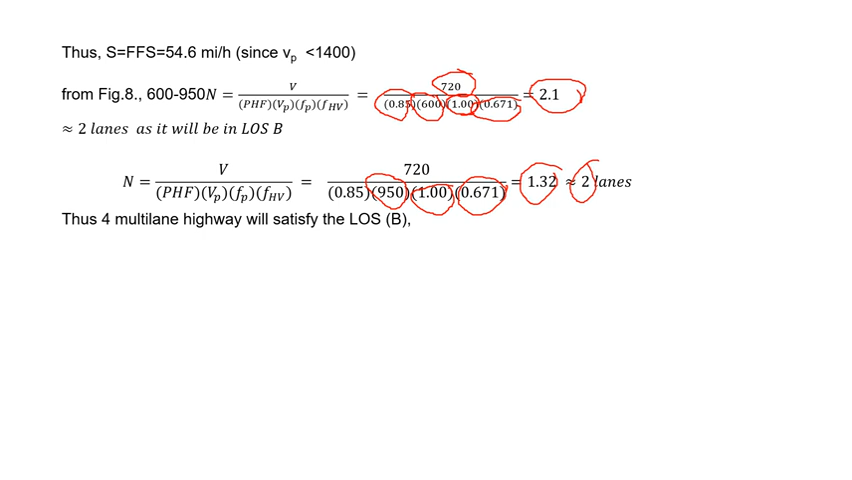 Thus, S=FFS=54.6 mi/h (since vₚ <1400)
from Fig.8., 600-950𝑁 = 𝑉/(𝑃𝐻𝐹)(𝑉ₚ)(𝑓ₚ)(𝑓_𝐻𝑉) = 720/(0.85)(600)(1.00)(0.671) = 2.1
≈ 2 lanes as it will be in LOS B
𝑁 = 𝑉/(𝑃𝐻𝐹)(𝑉ₚ)(𝑓ₚ)(𝑓_𝐻𝑉) = 720/(0.85)(950)(1.00)(0.671) = 1.32 ≈ 2 lanes
Thus 4 multilane highway will satisfy the LOS (B),